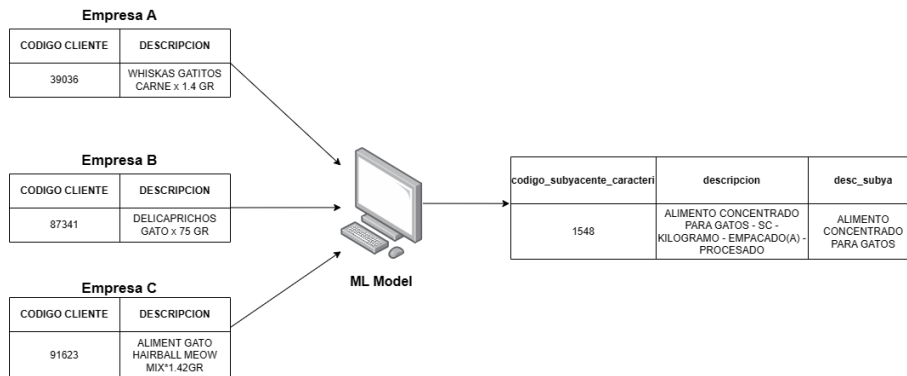 Empresa A
CODIGO CLIENTE DESCRIPCION
39036
WHISKAS GATITOS
CARNE x 1.4 GR
Empresa B
CODIGO CLIENTE DESCRIPCION
87341
DELICAPRICHOS
GATO x 75 GR
Empresa C
CODIGO CLIENTE DESCRIPCION
91623
ALIMENT GATO
HAIRBALL MEOW
MIX*1.42GR
ML Model
codigo_subyacente_caracteri descripcion desc_subya
1548
ALIMENTO CONCENTRADO
PARA GATOS - SC -
KILOGRAMO - EMPACADO(A) -
PROCESADO
ALIMENTO
CONCENTRADO
PARA GATOS